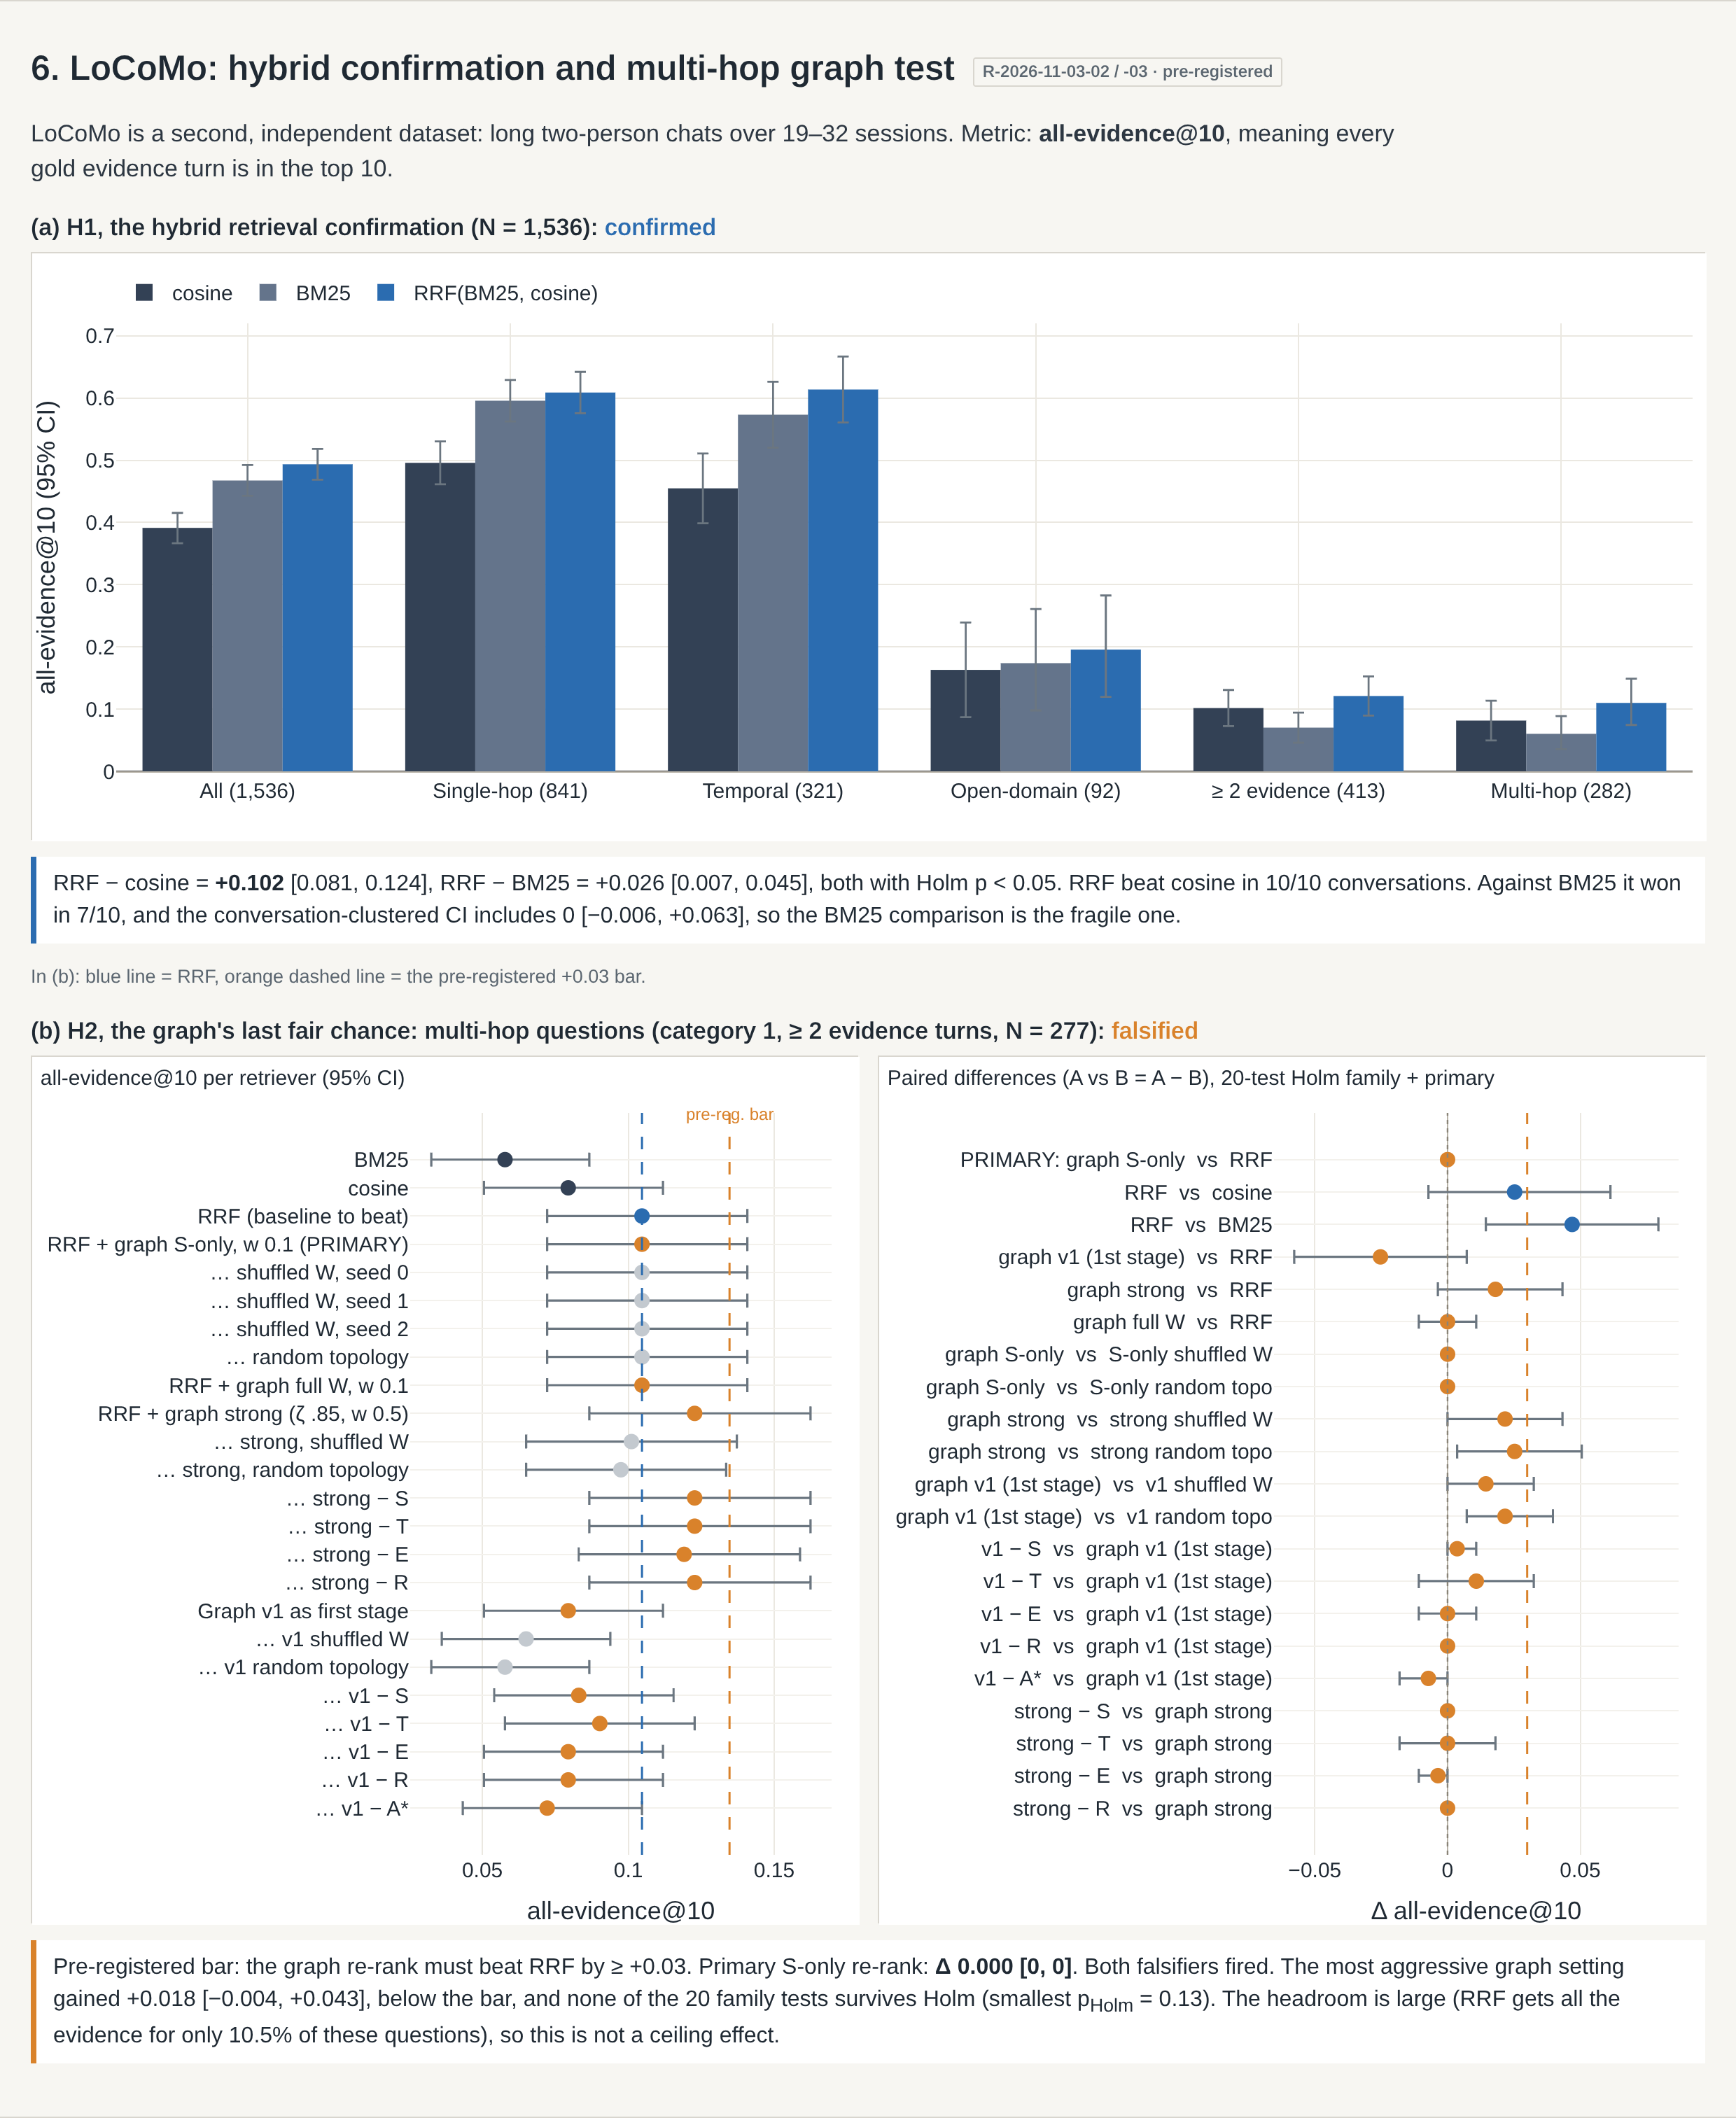 6. LoCoMo: hybrid confirmation and multi-hop graph test R-2026-11-03-02 / -03 · pre-registered
LoCoMo is a second, independent dataset: long two-person chats over 19–32 sessions. Metric: all-evidence@10, meaning every
gold evidence turn is in the top 10.
(a) H1, the hybrid retrieval confirmation (N = 1,536): confirmed
cosine BM25 RRF(BM25, cosine)
all-evidence@10 (95% CI)
0.7
0.6
0.5
0.4
0.3
0.2
0.1
0
All (1,536) Single-hop (841) Temporal (321) Open-domain (92) ≥ 2 evidence (413) Multi-hop (282)
RRF − cosine = +0.102 [0.081, 0.124], RRF − BM25 = +0.026 [0.007, 0.045], both with Holm p < 0.05. RRF beat cosine in 10/10 conversations. Against BM25 it won
in 7/10, and the conversation-clustered CI includes 0 [−0.006, +0.063], so the BM25 comparison is the fragile one.
In (b): blue line = RRF, orange dashed line = the pre-registered +0.03 bar.
(b) H2, the graph's last fair chance: multi-hop questions (category 1, ≥ 2 evidence turns, N = 277): falsified
all-evidence@10 per retriever (95% CI)
pre-reg. bar
BM25
cosine
RRF (baseline to beat)
RRF + graph S-only, w 0.1 (PRIMARY)
… shuffled W, seed 0
… shuffled W, seed 1
… shuffled W, seed 2
… random topology
RRF + graph full W, w 0.1
RRF + graph strong (ζ .85, w 0.5)
… strong, shuffled W
… strong, random topology
… strong − S
… strong − T
… strong − E
… strong − R
Graph v1 as first stage
… v1 shuffled W
… v1 random topology
… v1 − S
… v1 − T
… v1 − E
… v1 − R
… v1 − A*
0.05 0.1 0.15
all-evidence@10
Paired differences (A vs B = A − B), 20-test Holm family + primary
PRIMARY: graph S-only vs RRF
RRF vs cosine
RRF vs BM25
graph v1 (1st stage) vs RRF
graph strong vs RRF
graph full W vs RRF
graph S-only vs S-only shuffled W
graph S-only vs S-only random topo
graph strong vs strong shuffled W
graph strong vs strong random topo
graph v1 (1st stage) vs v1 shuffled W
graph v1 (1st stage) vs v1 random topo
v1 − S vs graph v1 (1st stage)
v1 − T vs graph v1 (1st stage)
v1 − E vs graph v1 (1st stage)
v1 − R vs graph v1 (1st stage)
v1 − A* vs graph v1 (1st stage)
strong − S vs graph strong
strong − T vs graph strong
strong − E vs graph strong
strong − R vs graph strong
−0.05 0 0.05
Δ all-evidence@10
Pre-registered bar: the graph re-rank must beat RRF by ≥ +0.03. Primary S-only re-rank: Δ 0.000 [0, 0]. Both falsifiers fired. The most aggressive graph setting
gained +0.018 [−0.004, +0.043], below the bar, and none of the 20 family tests survives Holm (smallest pHolm = 0.13). The headroom is large (RRF gets all the
evidence for only 10.5% of these questions), so this is not a ceiling effect.